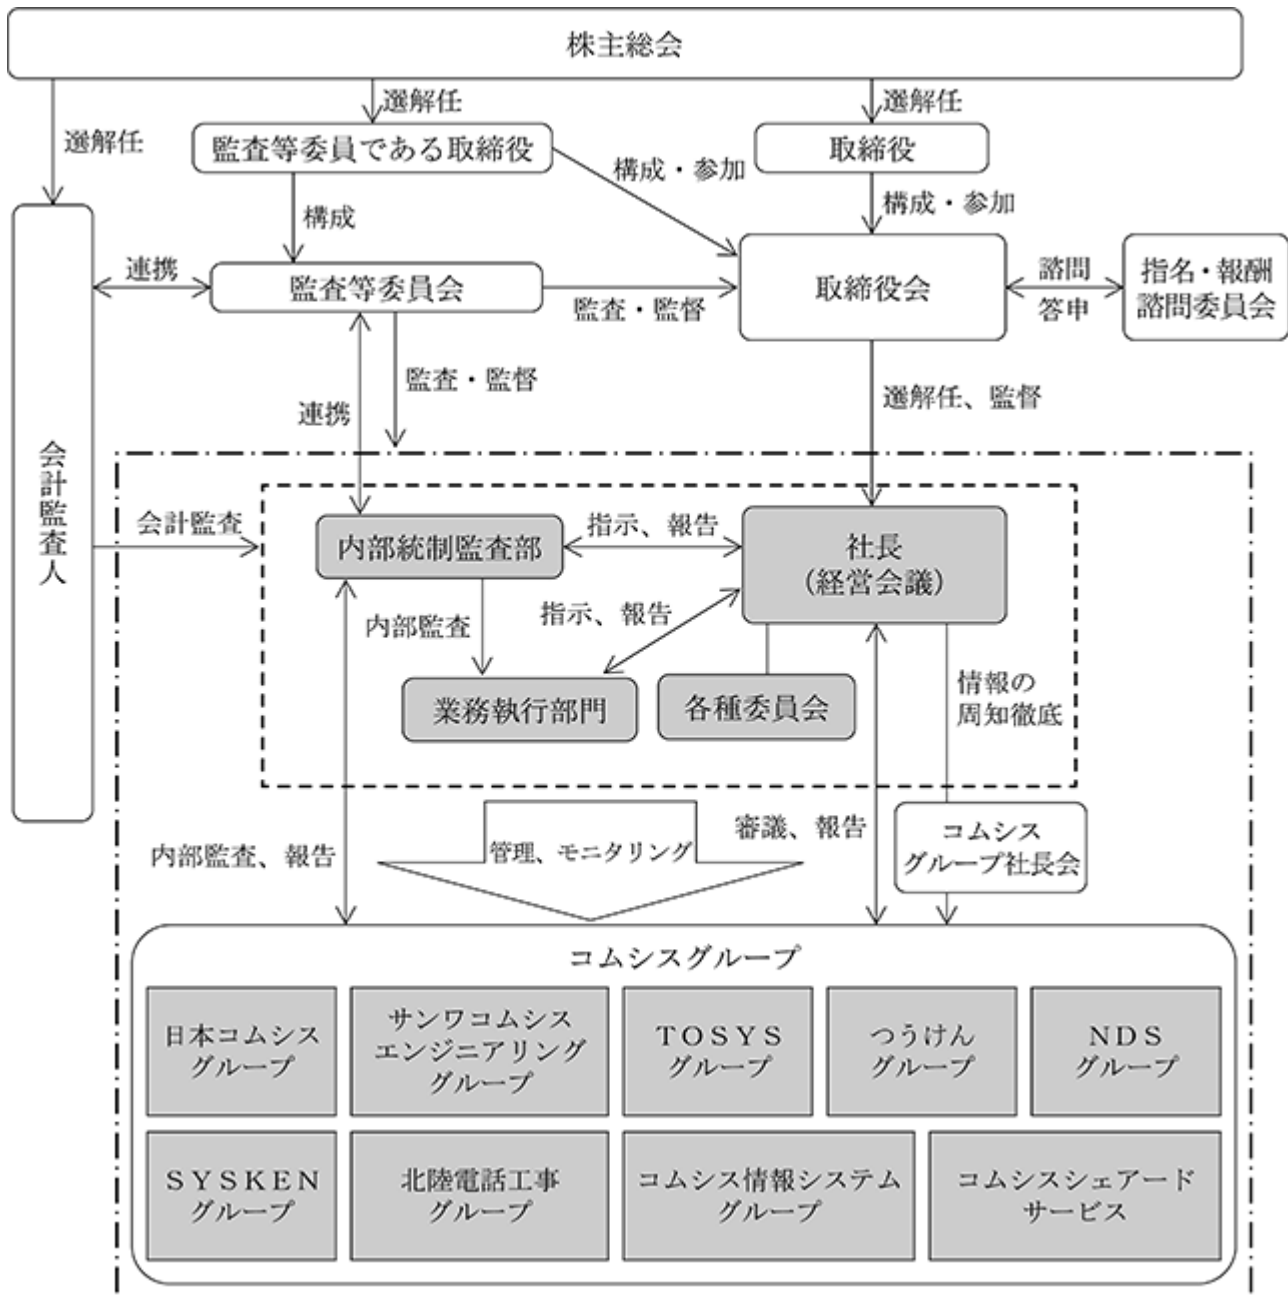 株主総会
選解任
選解任
選解任
監査等委員である取締役
取締役
構成・参加
構成・参加
構成
連携
監査等委員会
監査・監督
取締役会
諮問
答申
指名・報酬
諮問委員会
監査・監督
連携
選解任、監督
会計監査人
会計監査
内部統制監査部
指示、報告
社長
（経営会議）
内部監査
指示、報告
業務執行部門
各種委員会
情報の
周知徹底
内部監査、報告
管理、モニタリング
審議、報告
コムシス
グループ社長会
コムシスグループ
日本コムシス
グループ
サンワコムシス
エンジニアリング
グループ
ＴＯＳＹＳ
グループ
つうけん
グループ
ＮＤＳ
グループ
ＳＹＳＫＥＮ
グループ
北陸電話工事
グループ
コムシス情報システム
グループ
コムシスシェアード
サービス